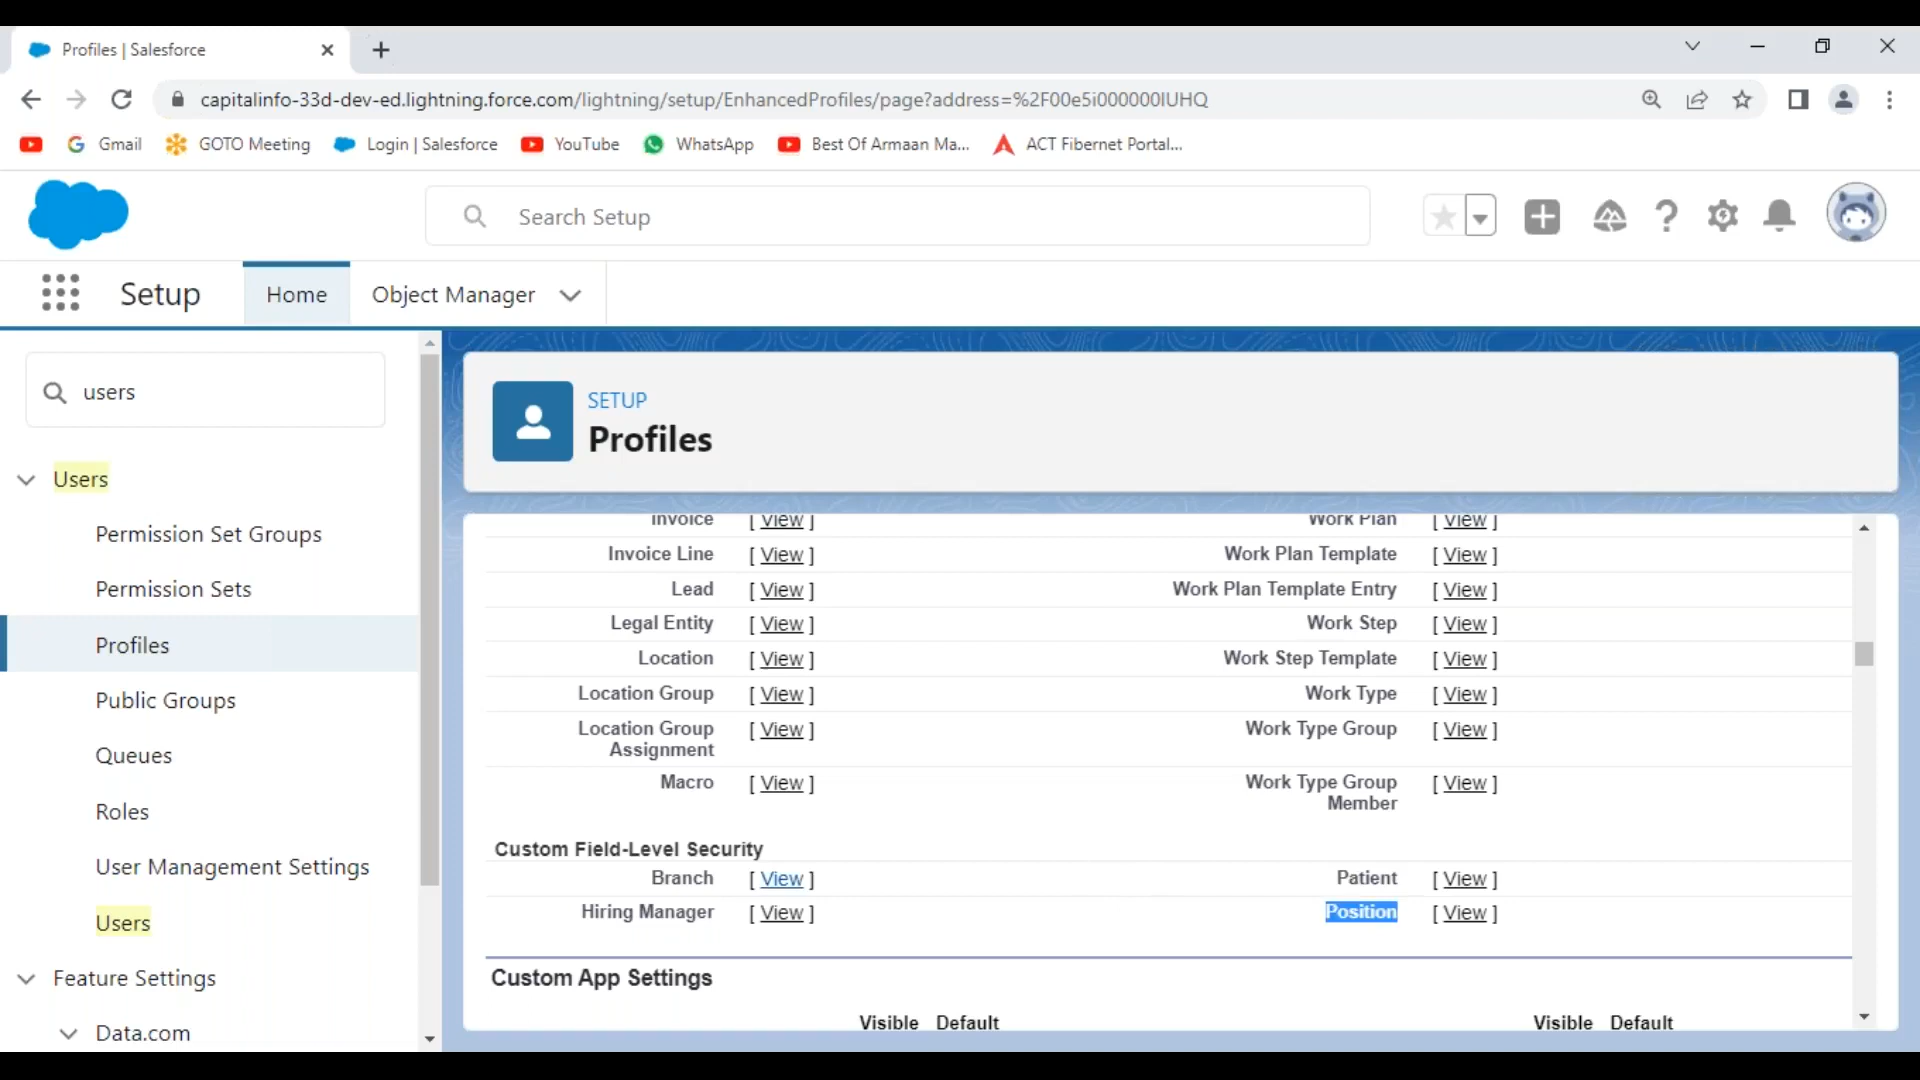 Profiles | Salesforce
capitalinfo-33d-dev-ed.lightning.force.com/lightning/setup/EnhancedProfiles/page?address=%2F00e5i000000IUHQ
Gmail GOTO Meeting Login | Salesforce YouTube WhatsApp Best Of Armaan Ma... ACT Fibernet Portal...
Search Setup
Setup Home Object Manager
users
Users
Permission Set Groups
Permission Sets
Profiles
Public Groups
Queues
Roles
User Management Settings
Users
Feature Settings
Data.com
SETUP
Profiles
Invoice [ View ] Work Plan [ View ]
Invoice Line [ View ] Work Plan Template [ View ]
Lead [ View ] Work Plan Template Entry [ View ]
Legal Entity [ View ] Work Step [ View ]
Location [ View ] Work Step Template [ View ]
Location Group [ View ] Work Type [ View ]
Location Group [ View ] Work Type Group [ View ]
Assignment
Macro [ View ] Work Type Group [ View ]
Member
Custom Field-Level Security
Branch [ View ] Patient [ View ]
Hiring Manager [ View ] Position [ View ]
Custom App Settings
Visible Default Visible Default